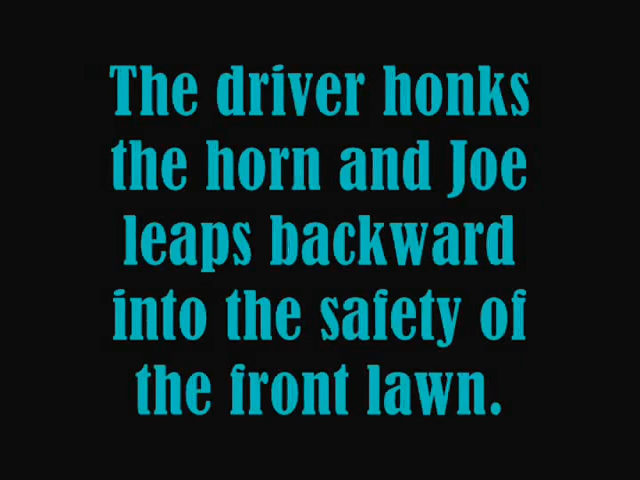 The driver honks
the horn and Joe
leaps backward
into the safety of
the front lawn.